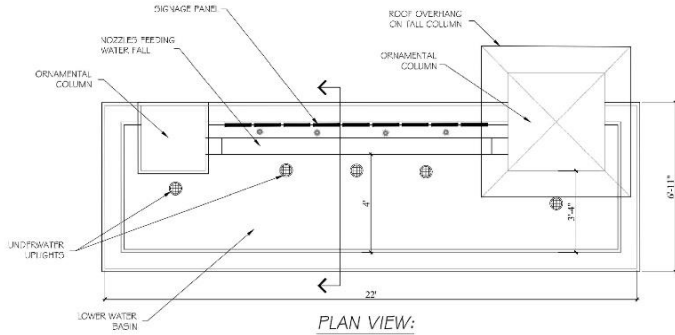 SIGNAGE PANEL
ROOF OVERHANG
ON TALL COLUMN
NOZZLES FEEDING
WATER FALL
ORNAMENTAL
COLUMN
ORNAMENTAL
COLUMN
6'-11"
4'
3'-4"
UNDERWATER
UPLIGHTS
22'
LOWER WATER
BASIN
PLAN VIEW: